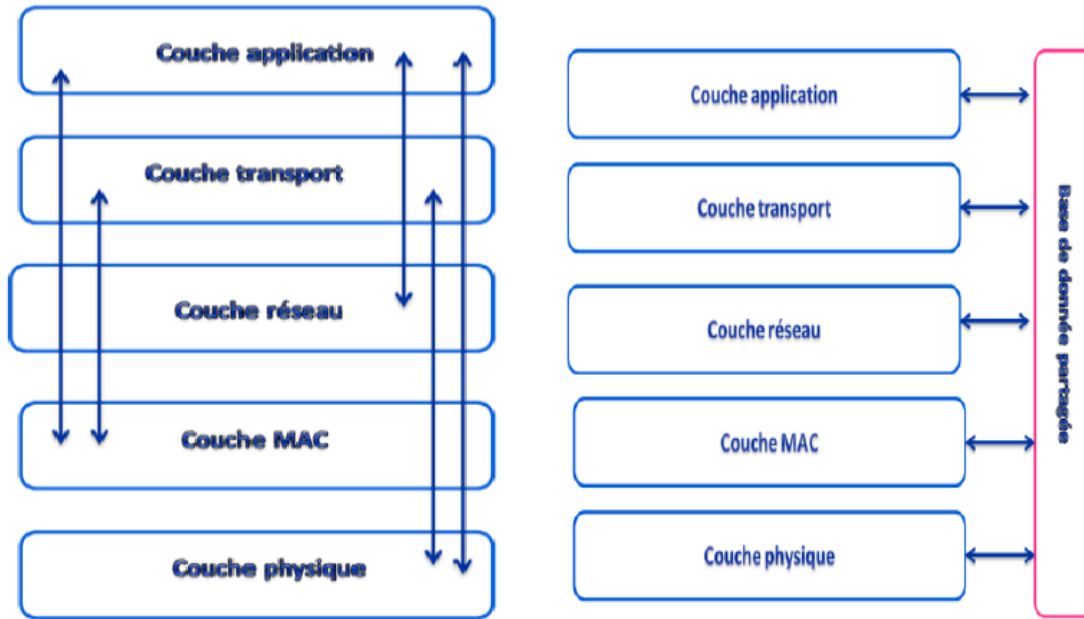 Couche application
Couche transport
Couche réseau
Couche MAC
Couche physique
Couche application
Couche transport
Couche réseau
Couche MAC
Couche physique
Base de donnée partagée